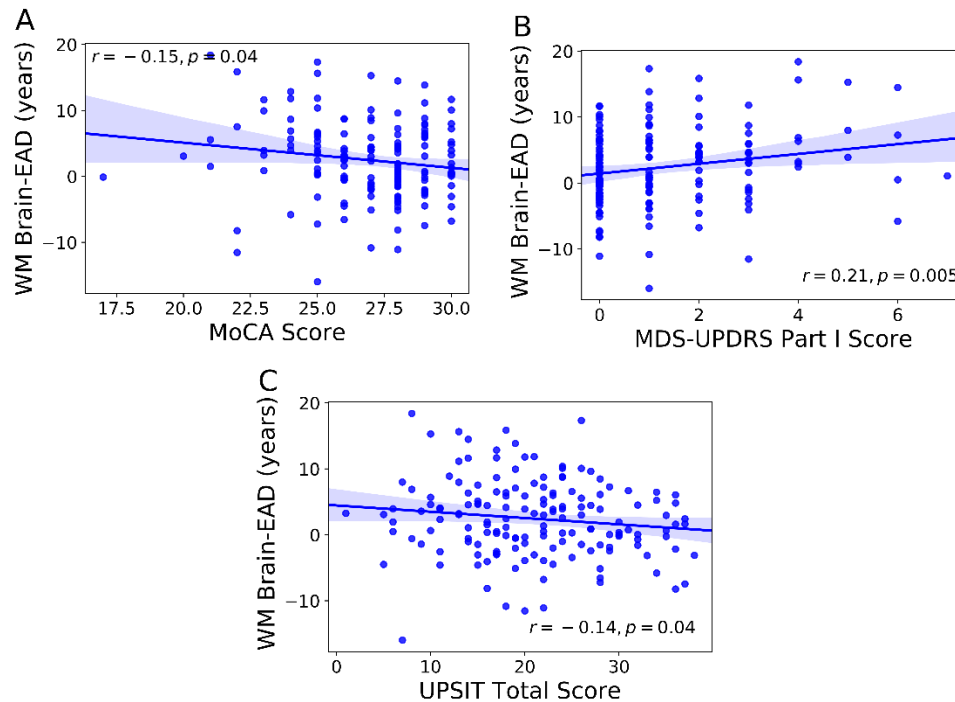 A
r = −0.15, p = 0.04
20
10
0
−10
WM Brain-EAD (years)
17.5 20.0 22.5 25.0 27.5 30.0
MoCA Score
B
20
10
0
−10
WM Brain-EAD (years)
r = 0.21, p = 0.005
0 2 4 6
MDS-UPDRS Part I Score
C
20
10
0
−10
WM Brain-EAD (years)
r = −0.14, p = 0.04
0 10 20 30
UPSIT Total Score